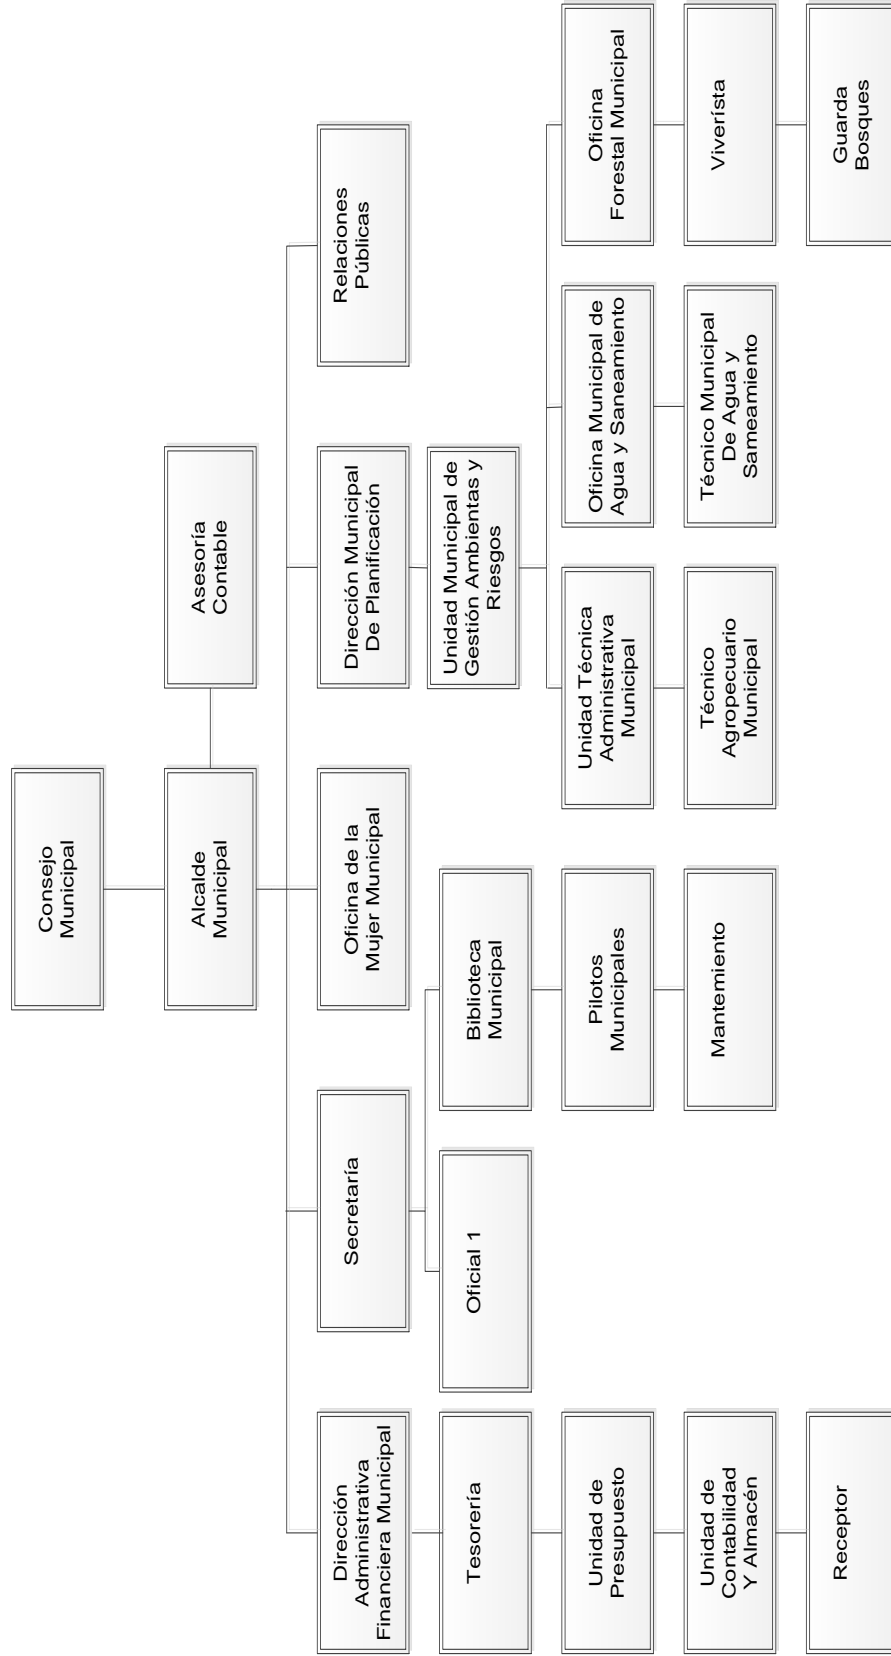 Consejo
Municipal
Alcalde
Municipal
Asesoría
Contable
Dirección
Administrativa
Financiera Municipal
Secretaría
Oficina de la
Mujer Municipal
Dirección Municipal
De Planificación
Relaciones
Públicas
Tesorería
Oficial 1
Biblioteca
Municipal
Unidad Municipal de
Gestión Ambientas y
Riesgos
Unidad de
Presupuesto
Pilotos
Municipales
Unidad Técnica
Administrativa
Municipal
Oficina Municipal de
Agua y Saneamiento
Oficina
Forestal Municipal
Unidad de
Contabilidad
Y Almacén
Mantemiento
Técnico
Agropecuario
Municipal
Técnico Municipal
De Agua y
Sameamiento
Viverísta
Receptor
Guarda
Bosques